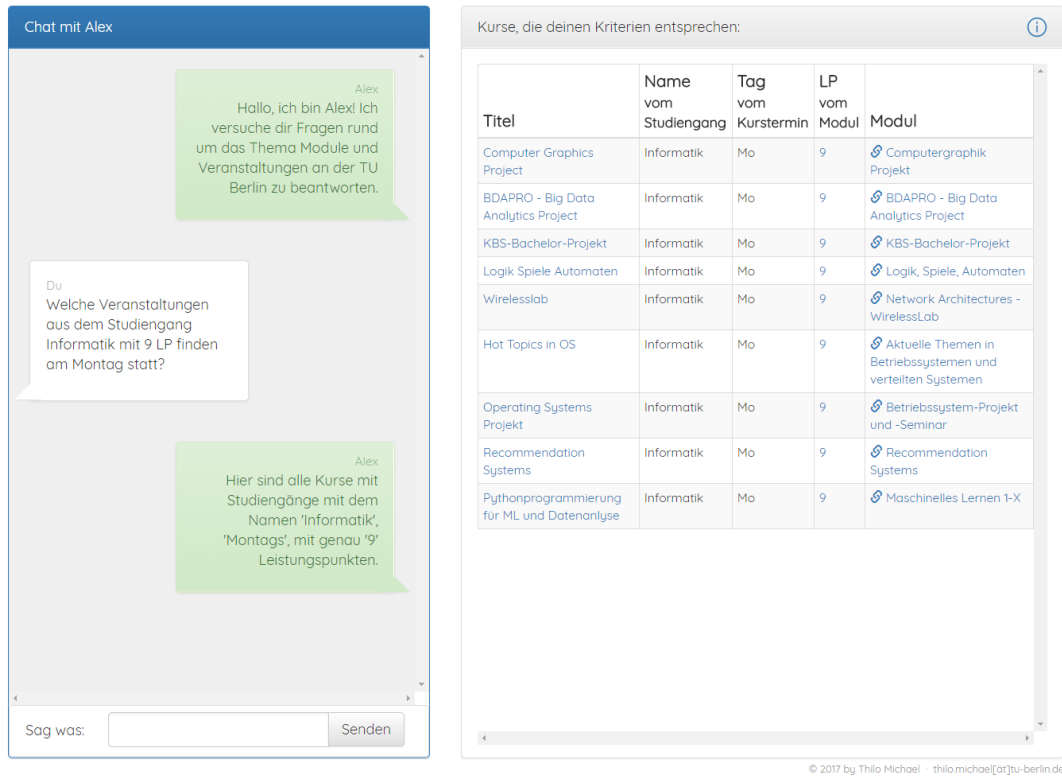 Chat mit Alex
Alex
Hallo, ich bin Alex! Ich
versuche dir Fragen rund
um das Thema Module und
Veranstaltungen an der TU
Berlin zu beantworten.
Du
Welche Veranstaltungen
aus dem Studiengang
Informatik mit 9 LP finden
am Montag statt?
Alex
Hier sind alle Kurse mit
Studiengänge mit dem
Namen 'Informatik',
'Montags', mit genau '9'
Leistungspunkten.
Sag was:
Senden
Kurse, die deinen Kriterien entsprechen:
Titel
Name
vom
Studiengang
Tag
vom
Kurstermin
LP
vom
Modul
Modul
Computer Graphics
Project
Informatik
Mo
9
Computergraphik
Projekt
BDAPRO - Big Data
Analytics Project
Informatik
Mo
9
BDAPRO - Big Data
Analytics Project
KBS-Bachelor-Projekt
Informatik
Mo
9
KBS-Bachelor-Projekt
Logik Spiele Automaten
Informatik
Mo
9
Logik, Spiele, Automaten
Wirelesslab
Informatik
Mo
9
Network Architectures -
WirelessLab
Hot Topics in OS
Informatik
Mo
9
Aktuelle Themen in
Betriebssystemen und
verteilten Systemen
Operating Systems
Projekt
Informatik
Mo
9
Betriebssystem-Projekt
und -Seminar
Recommendation
Systems
Informatik
Mo
9
Recommendation
Systems
Pythonprogrammierung
für ML und Datenanlyse
Informatik
Mo
9
Maschinelles Lernen 1-X
© 2017 by Thilo Michael · thilo.michael[ät]tu-berlin.de